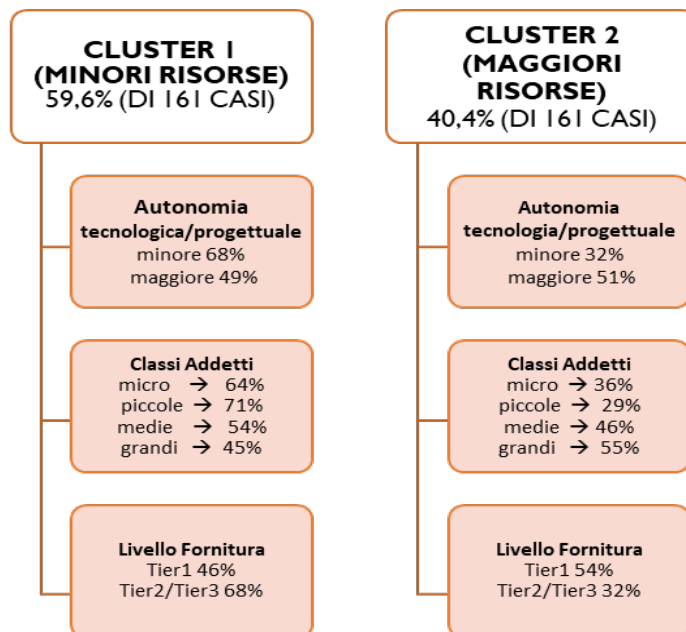 CLUSTER 1
(MINORI RISORSE)
59,6% (DI 161 CASI)
Autonomia
tecnologica/progettuale
minore 68%
maggiore 49%
Classi Addetti
micro → 64%
piccole → 71%
medie → 54%
grandi → 45%
Livello Fornitura
Tier1 46%
Tier2/Tier3 68%
CLUSTER 2
(MAGGIORI
RISORSE)
40,4% (DI 161 CASI)
Autonomia
tecnologia/progettuale
minore 32%
maggiore 51%
Classi Addetti
micro → 36%
piccole → 29%
medie → 46%
grandi → 55%
Livello Fornitura
Tier1 54%
Tier2/Tier3 32%